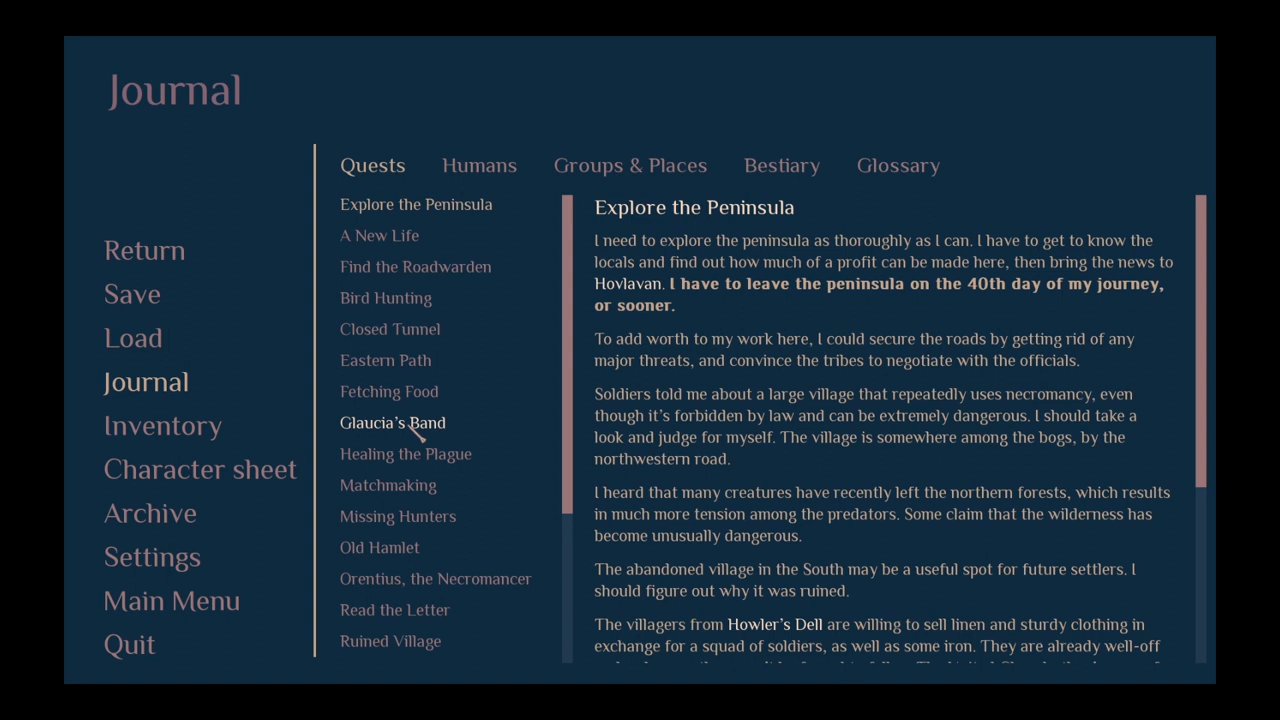 Journal
Return
Save
Load
Journal
Inventory
Character sheet
Archive
Settings
Main Menu
Quit
Quests Humans Groups & Places Bestiary Glossary
Explore the Peninsula
A New Life
Find the Roadwarden
Bird Hunting
Closed Tunnel
Eastern Path
Fetching Food
Glaucia's Band
Healing the Plague
Matchmaking
Missing Hunters
Old Hamlet
Orentius, the Necromancer
Read the Letter
Ruined Village
Explore the Peninsula
I need to explore the peninsula as thoroughly as I can. I have to get to know the
locals and find out how much of a profit can be made here, then bring the news to
Hovlavan. I have to leave the peninsula on the 40th day of my journey,
or sooner.
To add worth to my work here, I could secure the roads by getting rid of any
major threats, and convince the tribes to negotiate with the officials.
Soldiers told me about a large village that repeatedly uses necromancy, even
though it's forbidden by law and can be extremely dangerous. I should take a
look and judge for myself. The village is somewhere among the bogs, by the
northwestern road.
I heard that many creatures have recently left the northern forests, which results
in much more tension among the predators. Some claim that the wilderness has
become unusually dangerous.
The abandoned village in the South may be a useful spot for future settlers. I
should figure out why it was ruined.
The villagers from Howler's Dell are willing to sell linen and sturdy clothing in
exchange for a squad of soldiers, as well as some iron. They are already well-off